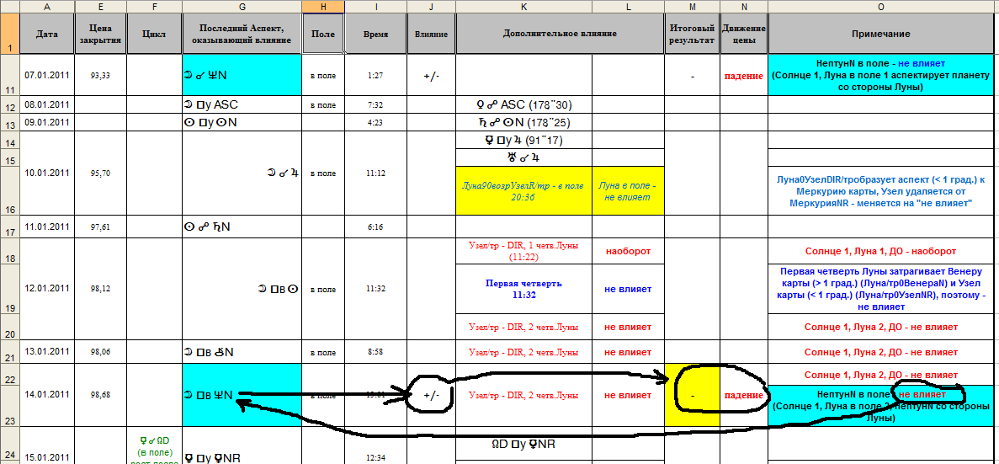 A E F G H I J K L M N O
1 Дата Цена закрытия Цикл Последний Аспект, оказывающий влияние Поле Время Влияние Дополнительное влияние Итоговый результат Движение цены Примечание
11 07.01.2011 93,33 ☽ ☌ ♆N в поле 1:27 +/- - падение НептунN в поле - не влияет
(Солнце 1, Луна в поле 1 аспектирует планету со стороны Луны)
12 08.01.2011 ☽ □у ASC в поле 7:32 ♀ ☍ ASC (178°30)
13 09.01.2011 ☉ □у ☉N в поле 4:23 ♄ ☍ ☉N (178°25)
14 ☿ □у ♃ (91°17)
15 ♅ ☌ ♃
10.01.2011 95,70 ☽ ☌ ♃ в поле 11:12
16 Луна90возрУзелR/тр - в поле 20:36 Луна в поле - не влияет Луна0УзелDIR/тробразует аспект (< 1 град.) к Меркурию карты, Узел удаляется от МеркурияNR - меняется на "не влияет"
17 11.01.2011 97,61 ☉ ☍ ♄N 6:16
18 Узел/тр - DIR, 1 четв.Луны (11:22) наоборот Солнце 1, Луна 1, ДО - наоборот
12.01.2011 98,12 ☽ □в ☉ в поле 11:32
19 Первая четверть 11:32 не влияет Первая четверть Луны затрагивает Венеру карты (> 1 град.) (Луна/тр0ВенераN) и Узел карты (< 1 град.) (Луна/тр0УзелNR), поэтому - не влияет
20 Узел/тр - DIR, 2 четв.Луны не влияет Солнце 1, Луна 2, ДО - не влияет
21 13.01.2011 98,06 ☽ □в ⚷N в поле 8:58 Узел/тр - DIR, 2 четв.Луны не влияет Солнце 1, Луна 2, ДО - не влияет
22 Солнце 1, Луна 2, ДО - не влияет
23 14.01.2011 98,68 ☽ □в ♆N в поле +/- Узел/тр - DIR, 2 четв.Луны не влияет - падение НептунN в поле не влияет
(Солнце 1, Луна в поле НептунN со стороны Луны)
24 ☿☌☊D
(в поле) ☊D □у ☿NR
15.01.2011 ☿ □у ☿NR 12:34